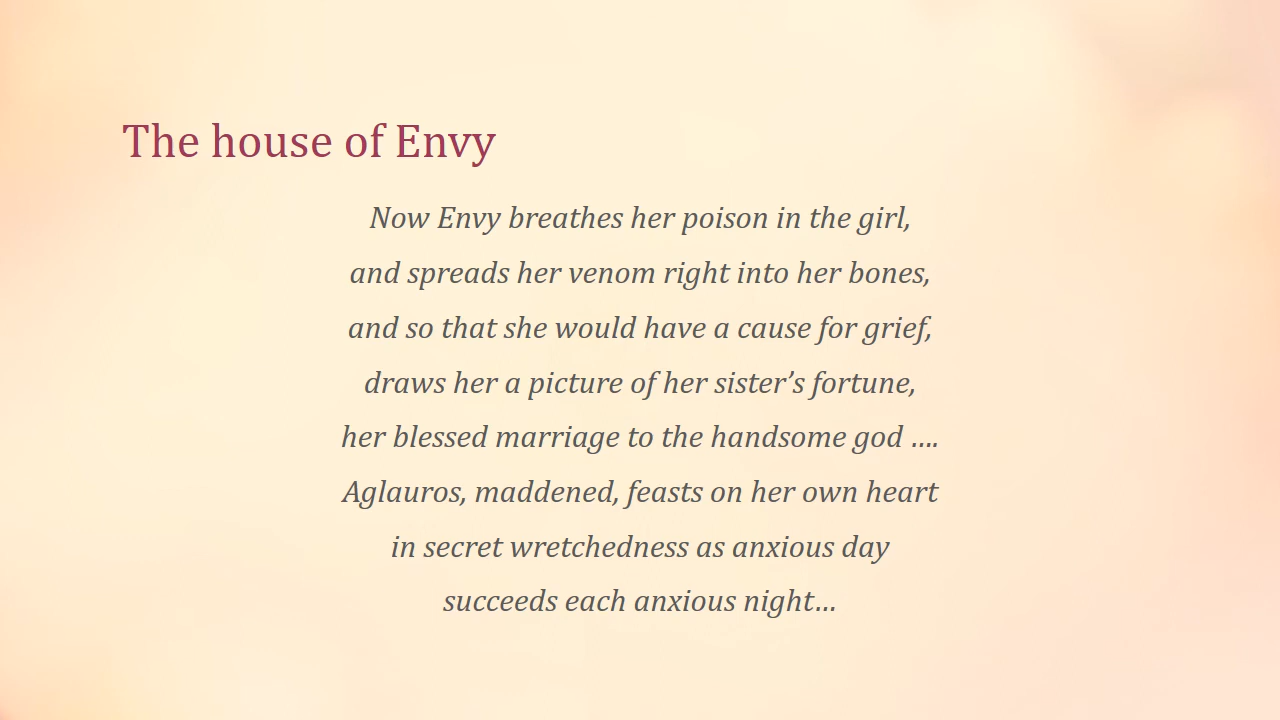 The house of Envy
Now Envy breathes her poison in the girl,
and spreads her venom right into her bones,
and so that she would have a cause for grief,
draws her a picture of her sister’s fortune,
her blessed marriage to the handsome god ….
Aglauros, maddened, feasts on her own heart
in secret wretchedness as anxious day
succeeds each anxious night…